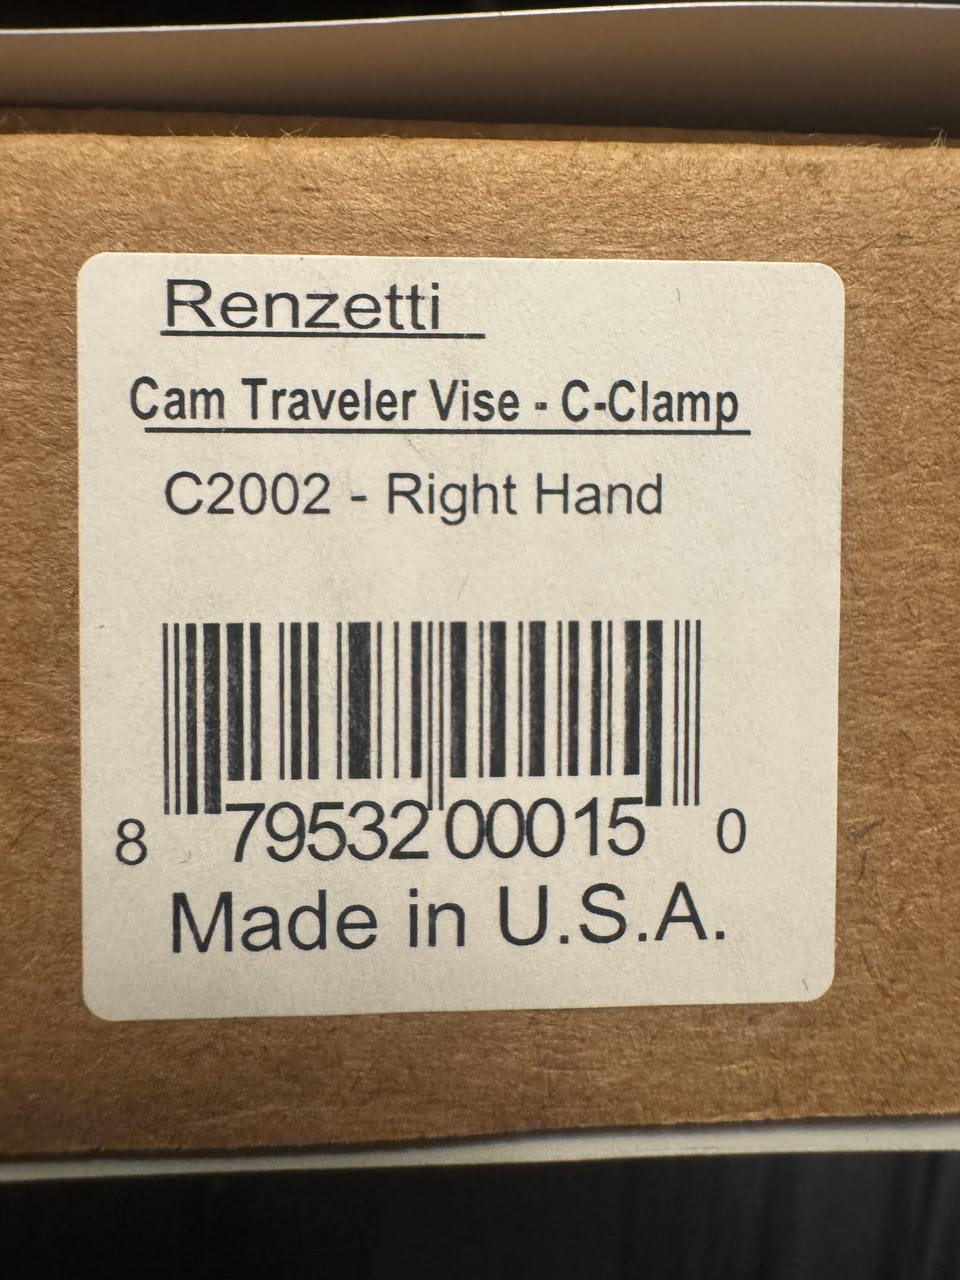 Renzetti
Cam Traveler Vise - C-Clamp
C2002 - Right Hand
8 79532 00015 0
Made in U.S.A.